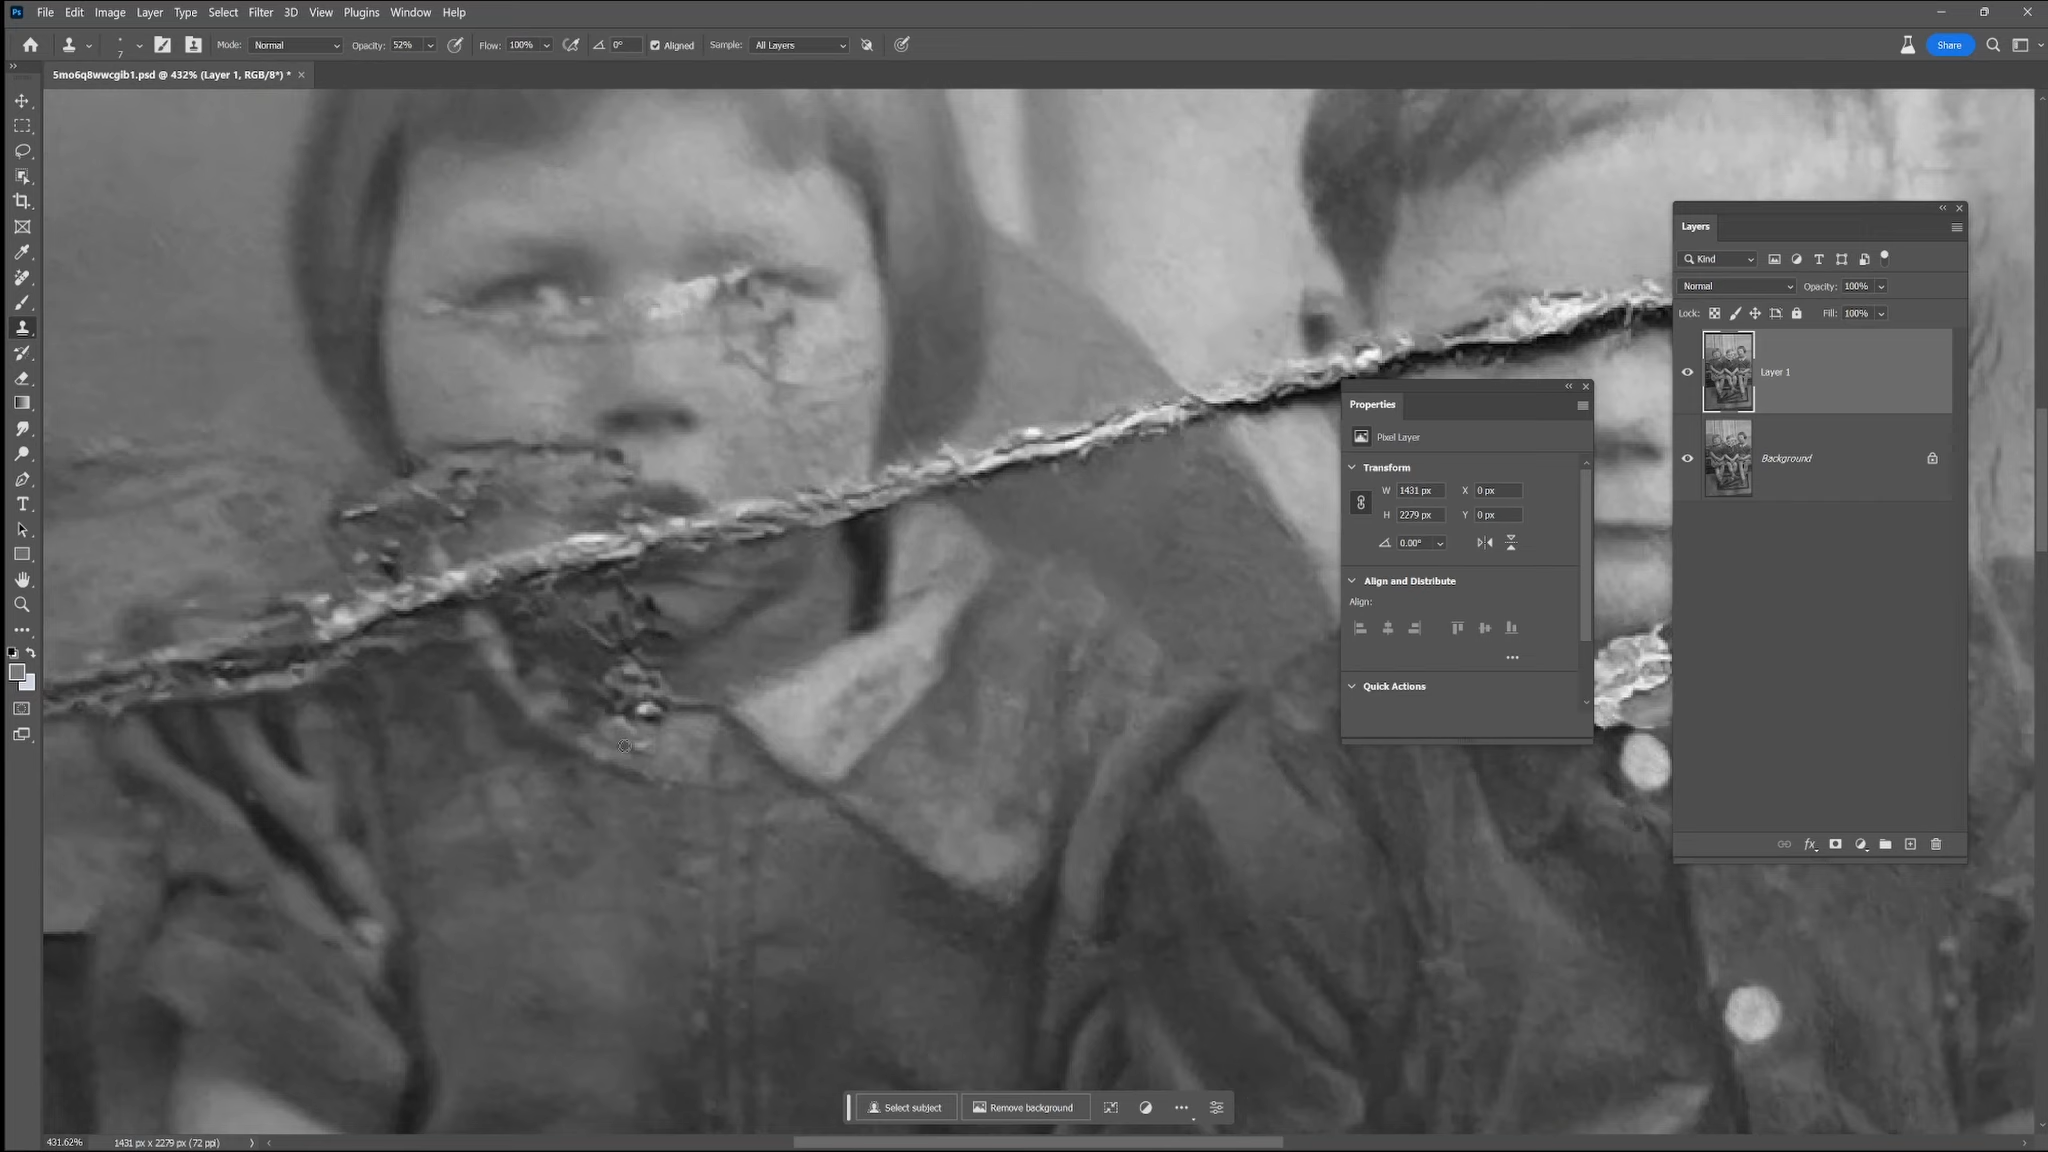 Ps File Edit Image Layer Type Select Filter 3D View Plugins Window Help
7 Mode: Normal Opacity: 52% Flow: 100% 0° Aligned Sample: All Layers Share
5mo6q8wwcgib1.psd @ 432% (Layer 1, RGB/8*) * ×
Layers
Kind
Normal Opacity: 100%
Lock: Fill: 100%
Layer 1
Background
fx
Properties
Pixel Layer
Transform
W 1431 px X 0 px
H 2279 px Y 0 px
0.00°
Align and Distribute
Align:
Quick Actions
Select subject Remove background
431.62% 1431 px x 2279 px (72 ppi)